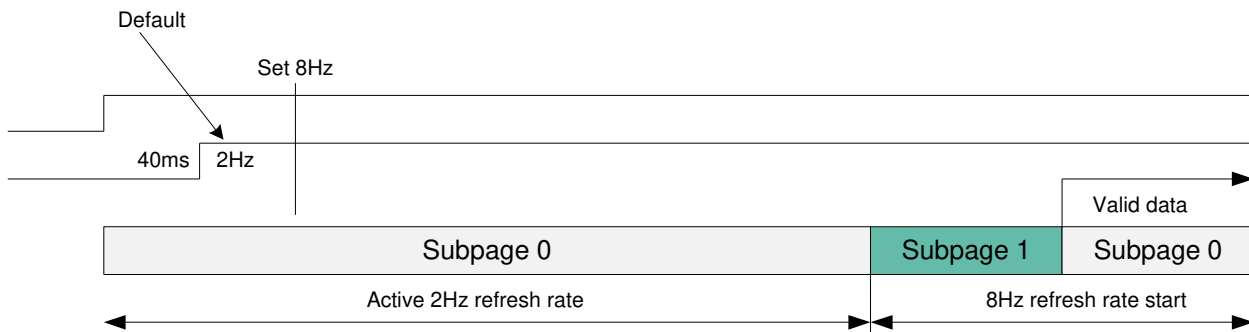 Default
Set 8Hz
40ms
2Hz
Valid data
Subpage 0
Subpage 1
Subpage 0
Active 2Hz refresh rate
8Hz refresh rate start